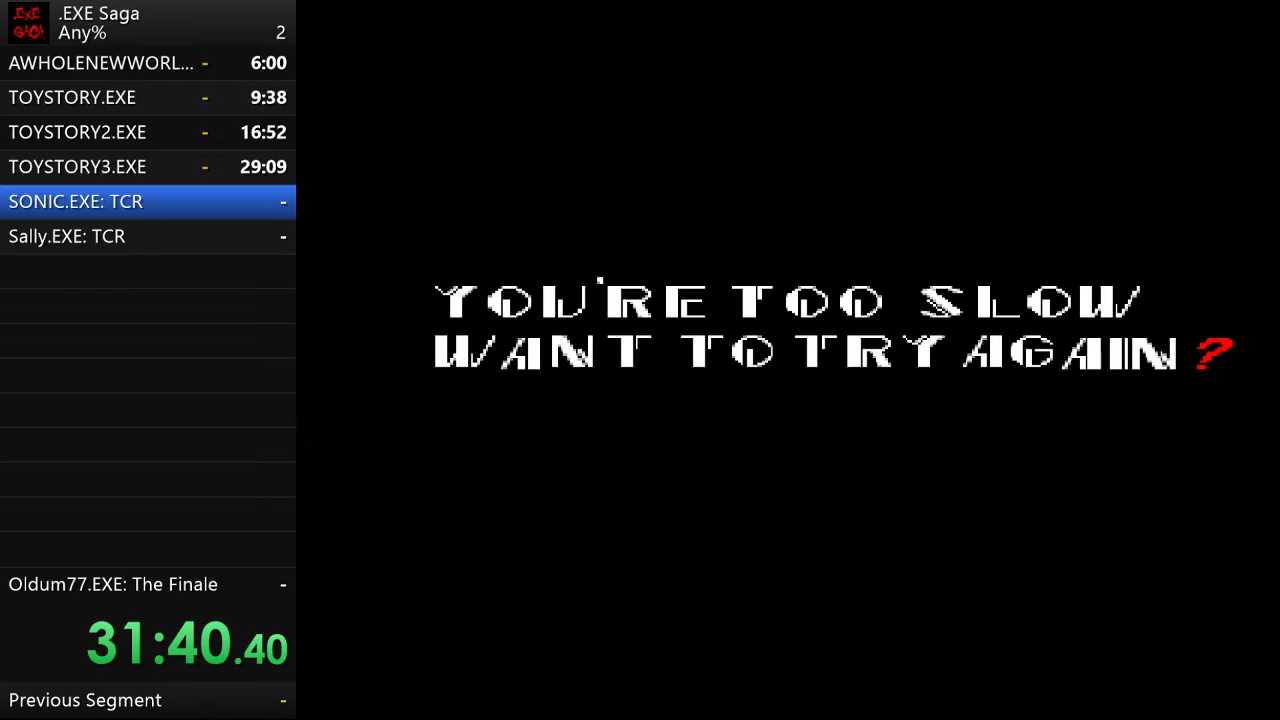 .EXE
SAGA
.EXE Saga
Any%
2
AWHOLENEWWORL... - 6:00
TOYSTORY.EXE - 9:38
TOYSTORY2.EXE - 16:52
TOYSTORY3.EXE - 29:09
SONIC.EXE: TCR -
Sally.EXE: TCR -
YOU'RE TOO SLOW
WANT TO TRY AGAIN?
Oldum77.EXE: The Finale -
31:40.40
Previous Segment -